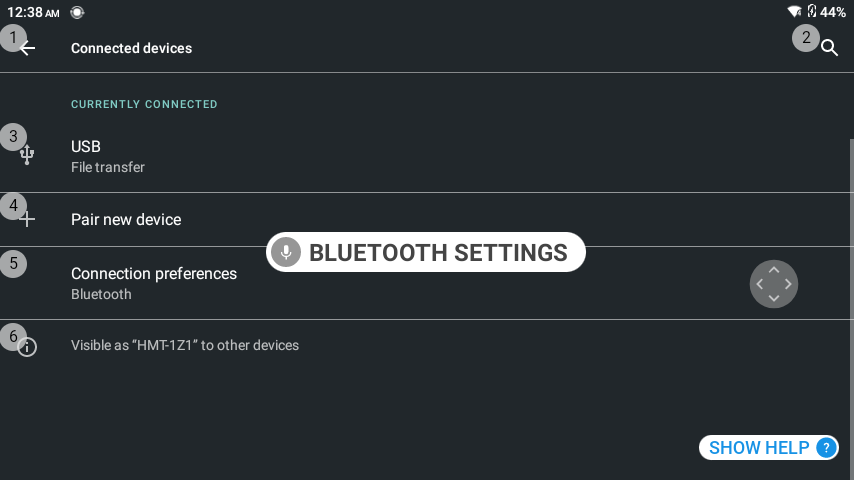 12:38 AM 44%
1 Connected devices 2
CURRENTLY CONNECTED
3 USB
File transfer
4 Pair new device
BLUETOOTH SETTINGS
5 Connection preferences
Bluetooth
6 Visible as “HMT-1Z1” to other devices
SHOW HELP ?